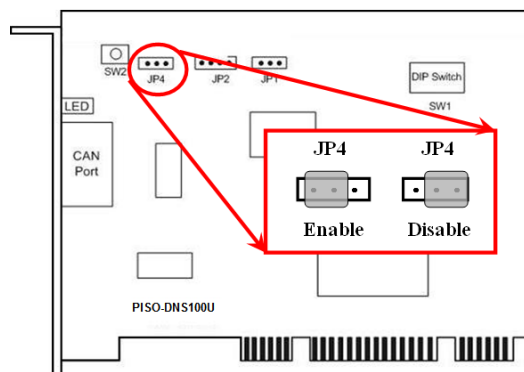 SW2
JP4
JP2
JP1
DIP Switch
SW1
LED
CAN
Port
JP4 JP4
Enable Disable
PISO-DNS100U